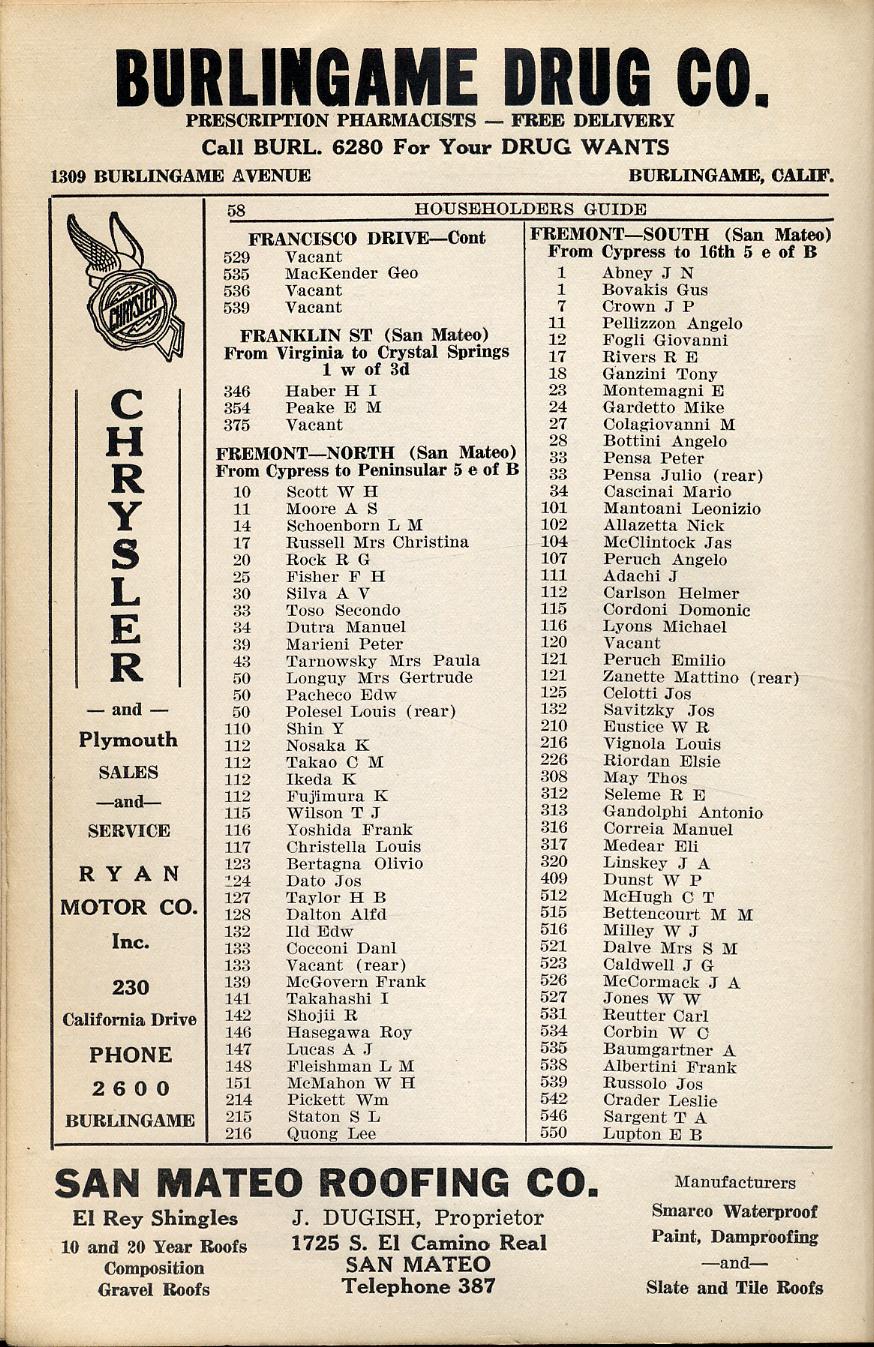 BURLINGAME DRUG CO.
PRESCRIPTION PHARMACISTS — FREE DELIVERY
Call BURL. 6280 For Your DRUG WANTS
1309 BURLINGAME AVENUE BURLINGAME, CALIF.
CHRYSLER
CHRYSLER
— and —
Plymouth
SALES
—and—
SERVICE
RYAN
MOTOR CO.
Inc.
230
California Drive
PHONE
2600
BURLINGAME
58 HOUSEHOLDERS GUIDE
FRANCISCO DRIVE—Cont
529 Vacant
535 MacKender Geo
536 Vacant
539 Vacant
FRANKLIN ST (San Mateo)
From Virginia to Crystal Springs
1 w of 3d
346 Haber H I
354 Peake E M
375 Vacant
FREMONT—NORTH (San Mateo)
From Cypress to Peninsular 5 e of B
10 Scott W H
11 Moore A S
14 Schoenborn L M
17 Russell Mrs Christina
20 Rock R G
25 Fisher F H
30 Silva A V
33 Toso Secondo
34 Dutra Manuel
39 Marieni Peter
43 Tarnowsky Mrs Paula
50 Longuy Mrs Gertrude
50 Pacheco Edw
50 Polesel Louis (rear)
110 Shin Y
112 Nosaka K
112 Takao C M
112 Ikeda K
112 Fujimura K
115 Wilson T J
116 Yoshida Frank
117 Christella Louis
123 Bertagna Olivio
124 Dato Jos
127 Taylor H B
128 Dalton Alfd
132 Ild Edw
133 Cocconi Danl
133 Vacant (rear)
139 McGovern Frank
141 Takahashi I
142 Shojii R
146 Hasegawa Roy
147 Lucas A J
148 Fleishman L M
151 McMahon W H
214 Pickett Wm
215 Staton S L
216 Quong Lee
FREMONT—SOUTH (San Mateo)
From Cypress to 16th 5 e of B
1 Abney J N
1 Bovakis Gus
7 Crown J P
11 Pellizzon Angelo
12 Fogli Giovanni
17 Rivers R E
18 Ganzini Tony
23 Montemagni E
24 Gardetto Mike
27 Colagiovanni M
28 Bottini Angelo
33 Pensa Peter
33 Pensa Julio (rear)
34 Cascinai Mario
101 Mantoani Leonizio
102 Allazetta Nick
104 McClintock Jas
107 Peruch Angelo
111 Adachi J
112 Carlson Helmer
115 Cordoni Domonic
116 Lyons Michael
120 Vacant
121 Peruch Emilio
121 Zanette Mattino (rear)
125 Celotti Jos
132 Savitzky Jos
210 Eustice W R
216 Vignola Louis
226 Riordan Elsie
308 May Thos
312 Seleme R E
313 Gandolphi Antonio
316 Correia Manuel
317 Medear Eli
320 Linskey J A
409 Dunst W P
512 McHugh C T
515 Bettencourt M M
516 Milley W J
521 Dalve Mrs S M
523 Caldwell J G
526 McCormack J A
527 Jones W W
531 Reutter Carl
534 Corbin W C
535 Baumgartner A
538 Albertini Frank
539 Russolo Jos
542 Crader Leslie
546 Sargent T A
550 Lupton E B
SAN MATEO ROOFING CO.
El Rey Shingles
10 and 20 Year Roofs
Composition
Gravel Roofs
J. DUGISH, Proprietor
1725 S. El Camino Real
SAN MATEO
Telephone 387
Manufacturers
Smarco Waterproof
Paint, Damproofing
—and—
Slate and Tile Roofs